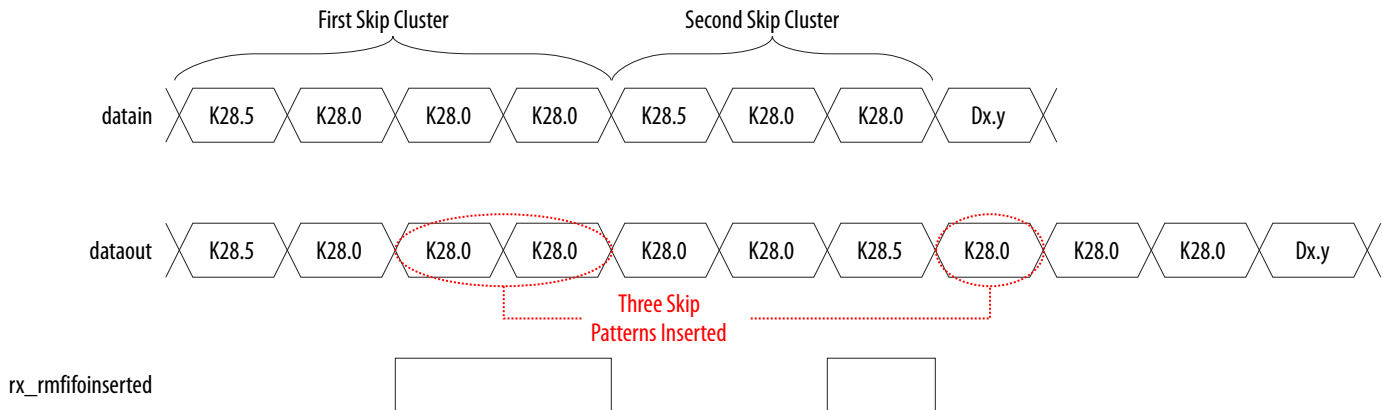 First Skip Cluster Second Skip Cluster
datain K28.5 K28.0 K28.0 K28.0 K28.5 K28.0 K28.0 Dx.y
dataout K28.5 K28.0 K28.0 K28.0 K28.0 K28.0 K28.5 K28.0 K28.0 K28.0 Dx.y
Three Skip
Patterns Inserted
rx_rmfifoinserted